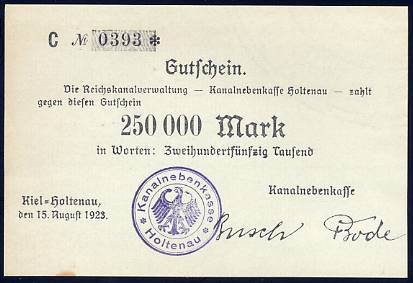 C № 0393 *
Gutschein.
Die Reichskanalverwaltung — Kanalnebenkasse Holtenau — zahlt
gegen diesen Gutschein
250 000 Mark
in Worten: Zweihundertfünfzig Tausend
Kiel=Holtenau,
den 15. August 1923.
* Kanalnebenkasse *
Holtenau
Kanalnebenkasse
Busch Bode